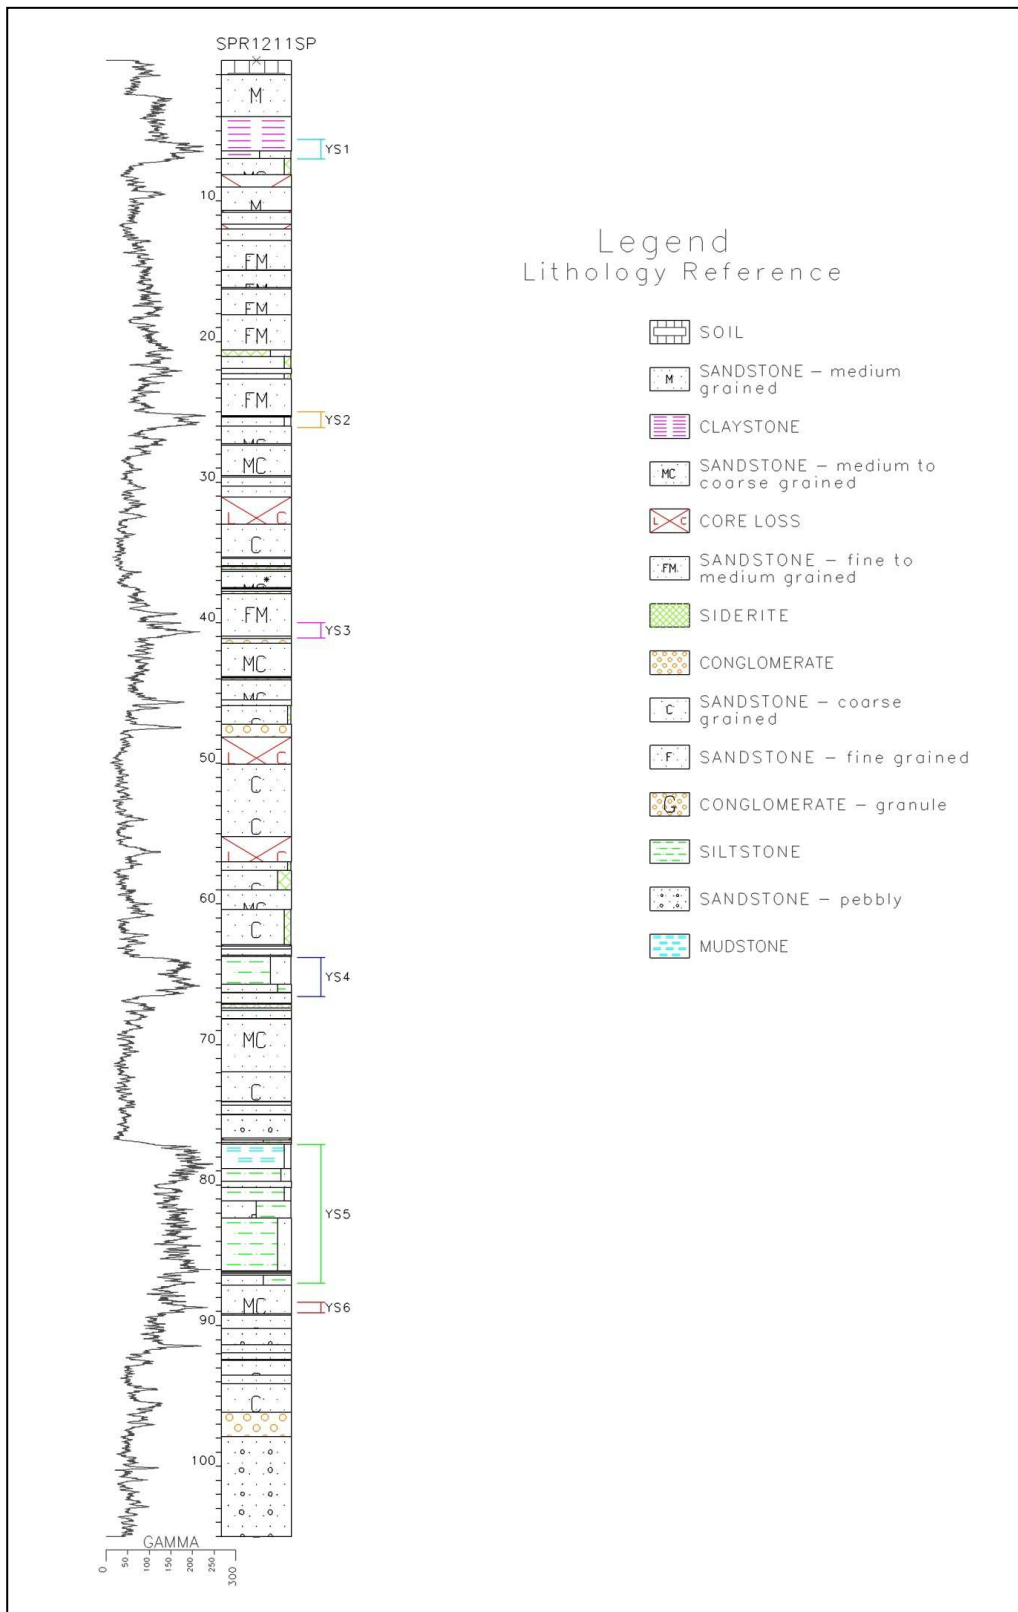 SPR1211SP
M
YS1
10
M
FM
FM
20
FM
FM
YS2
MC
30
L C
C
FM
40
YS3
MC
L C
50
C
C
L C
60
C
YS4
MC
70
C
80
YS5
MC
YS6
90
C
100
GAMMA
0 50 100 150 200 250 300
Legend
Lithology Reference
SOIL
M
SANDSTONE – medium
grained
CLAYSTONE
MC
SANDSTONE – medium to
coarse grained
L C
CORE LOSS
FM
SANDSTONE – fine to
medium grained
SIDERITE
CONGLOMERATE
C
SANDSTONE – coarse
grained
F
SANDSTONE – fine grained
G
CONGLOMERATE – granule
SILTSTONE
SANDSTONE – pebbly
MUDSTONE